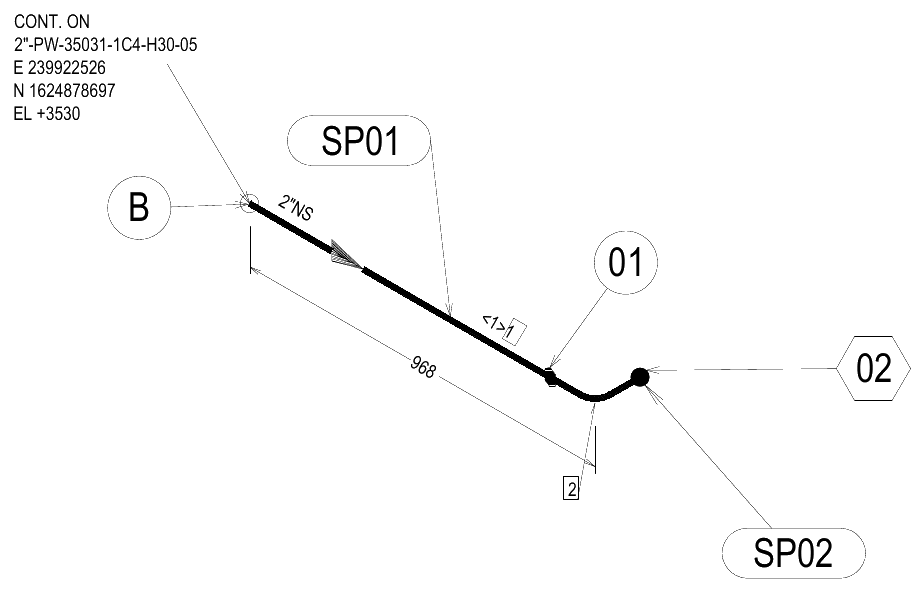 CONT. ON
2"-PW-35031-1C4-H30-05
E 239922526
N 1624878697
EL +3530
SP01
B
2"NS
01
<1>1
968
02
2
SP02